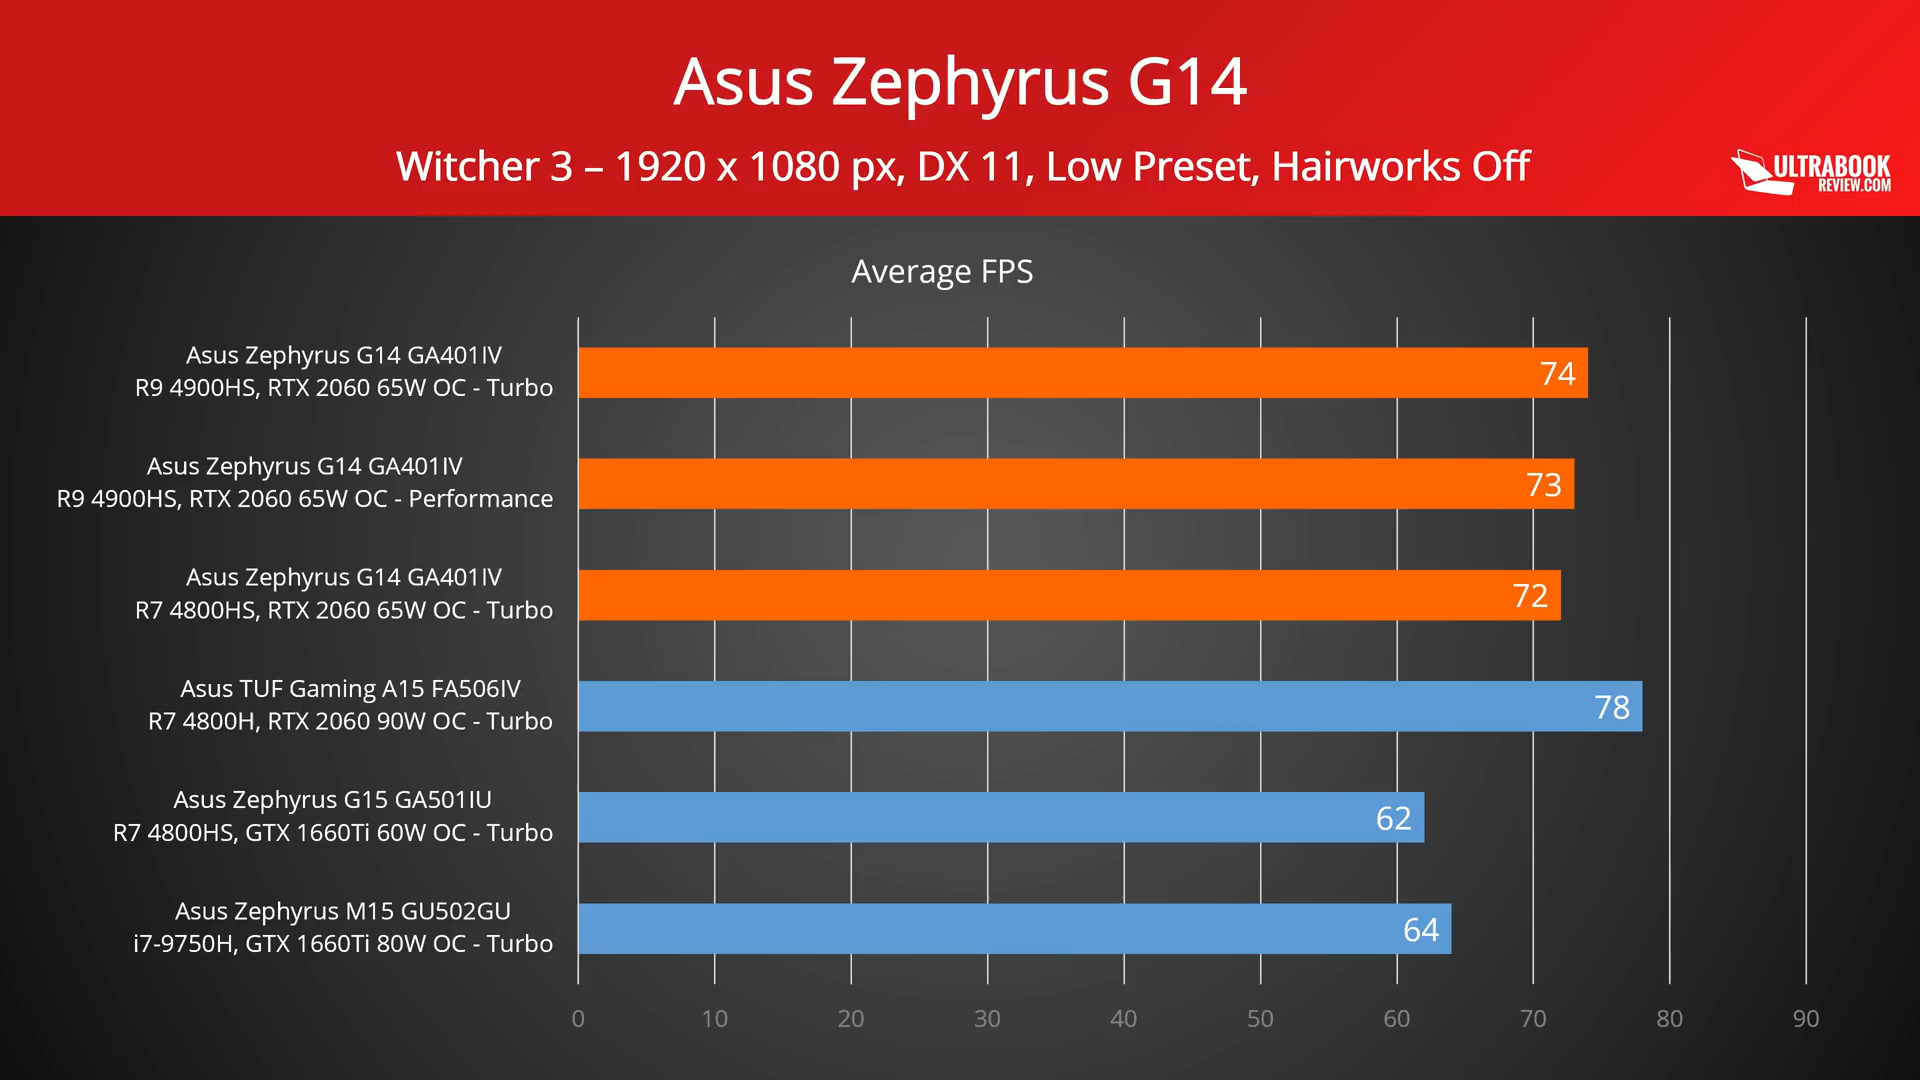 Asus Zephyrus G14
Witcher 3 – 1920 x 1080 px, DX 11, Low Preset, Hairworks Off
ULTRABOOK
REVIEW.COM
Average FPS
Asus Zephyrus G14 GA401IV
R9 4900HS, RTX 2060 65W OC - Turbo
74
Asus Zephyrus G14 GA401IV
R9 4900HS, RTX 2060 65W OC - Performance
73
Asus Zephyrus G14 GA401IV
R7 4800HS, RTX 2060 65W OC - Turbo
72
Asus TUF Gaming A15 FA506IV
R7 4800H, RTX 2060 90W OC - Turbo
78
Asus Zephyrus G15 GA501IU
R7 4800HS, GTX 1660Ti 60W OC - Turbo
62
Asus Zephyrus M15 GU502GU
i7-9750H, GTX 1660Ti 80W OC - Turbo
64
0 10 20 30 40 50 60 70 80 90